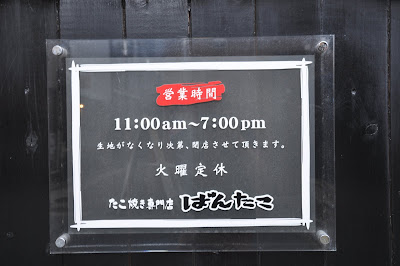 営業時間
11:00am～7:00pm
生地がなくなり次第、閉店させて頂きます。
火曜定休
たこ焼き専門店 ばんたこ